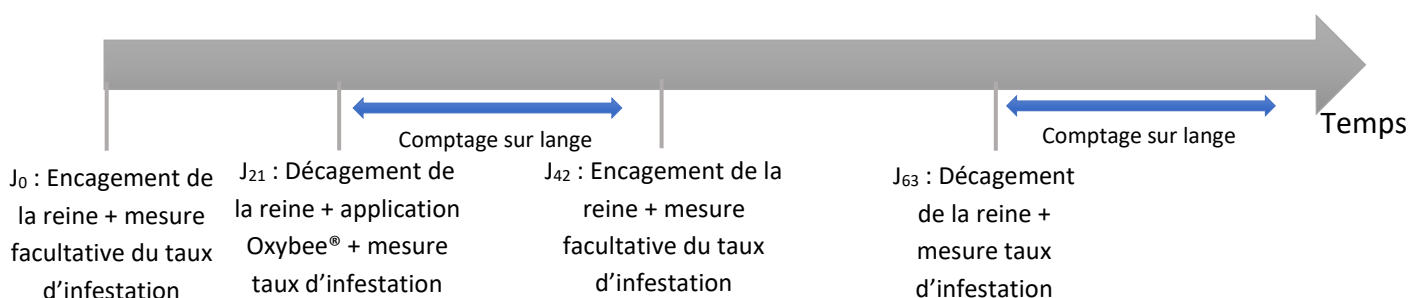 Temps
Comptage sur lange
Comptage sur lange
J₀ : Encagement de
la reine + mesure
facultative du taux
d'infestation
J₂₁ : Décagement de
la reine + application
Oxybee® + mesure
taux d'infestation
J₄₂ : Encagement de la
reine + mesure
facultative du taux
d'infestation
J₆₃ : Décagement
de la reine +
mesure taux
d'infestation